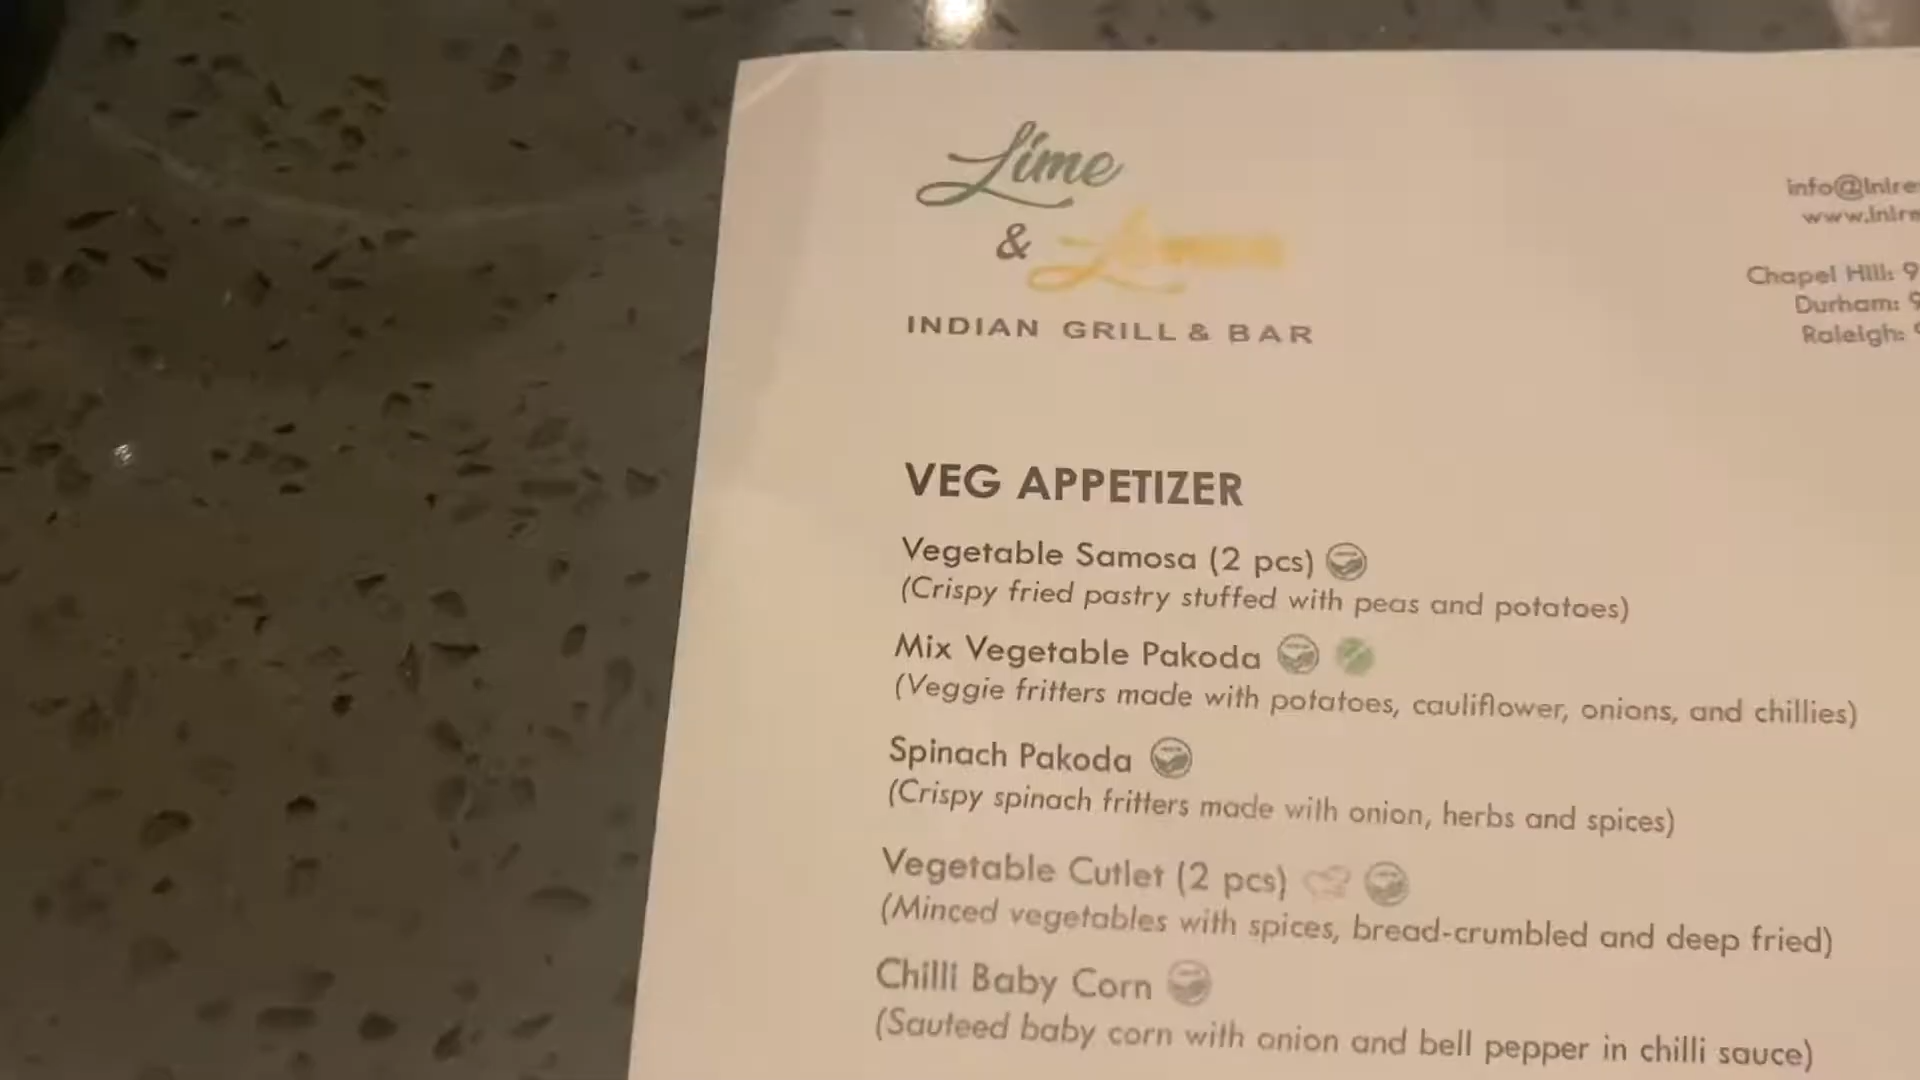 Lime
&
INDIAN GRILL & BAR
info@lnlre
www.lnlre
Chapel Hill: 9
Durham: 9
Raleigh: 9
VEG APPETIZER
Vegetable Samosa (2 pcs)
(Crispy fried pastry stuffed with peas and potatoes)
Mix Vegetable Pakoda
(Veggie fritters made with potatoes, cauliflower, onions, and chillies)
Spinach Pakoda
(Crispy spinach fritters made with onion, herbs and spices)
Vegetable Cutlet (2 pcs)
(Minced vegetables with spices, bread-crumbled and deep fried)
Chilli Baby Corn
(Sauteed baby corn with onion and bell pepper in chilli sauce)